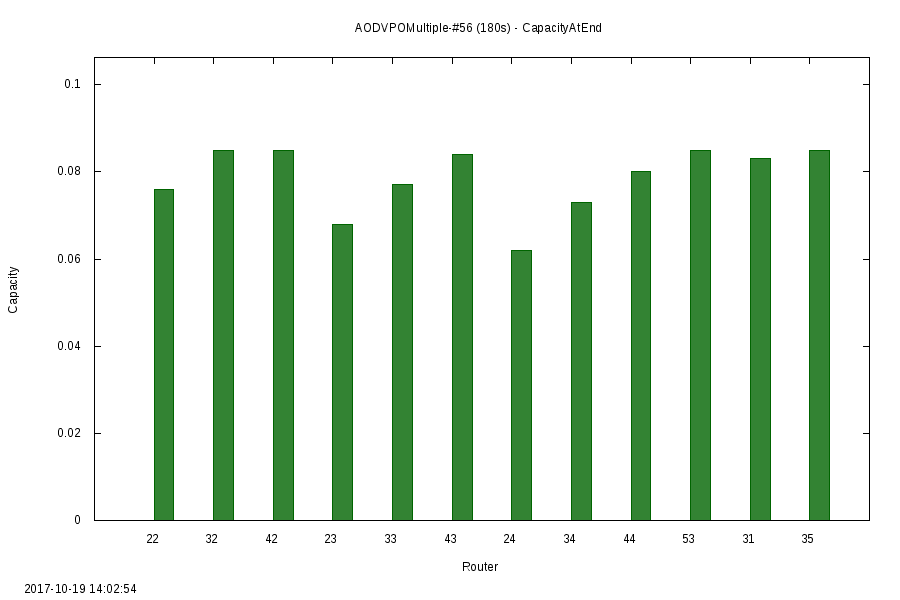 AODVPOMultiple-#56 (180s) - CapacityAtEnd
0.1
0.08
0.06
0.04
0.02
0
Capacity
22 32 42 23 33 43 24 34 44 53 31 35
Router
2017-10-19 14:02:54